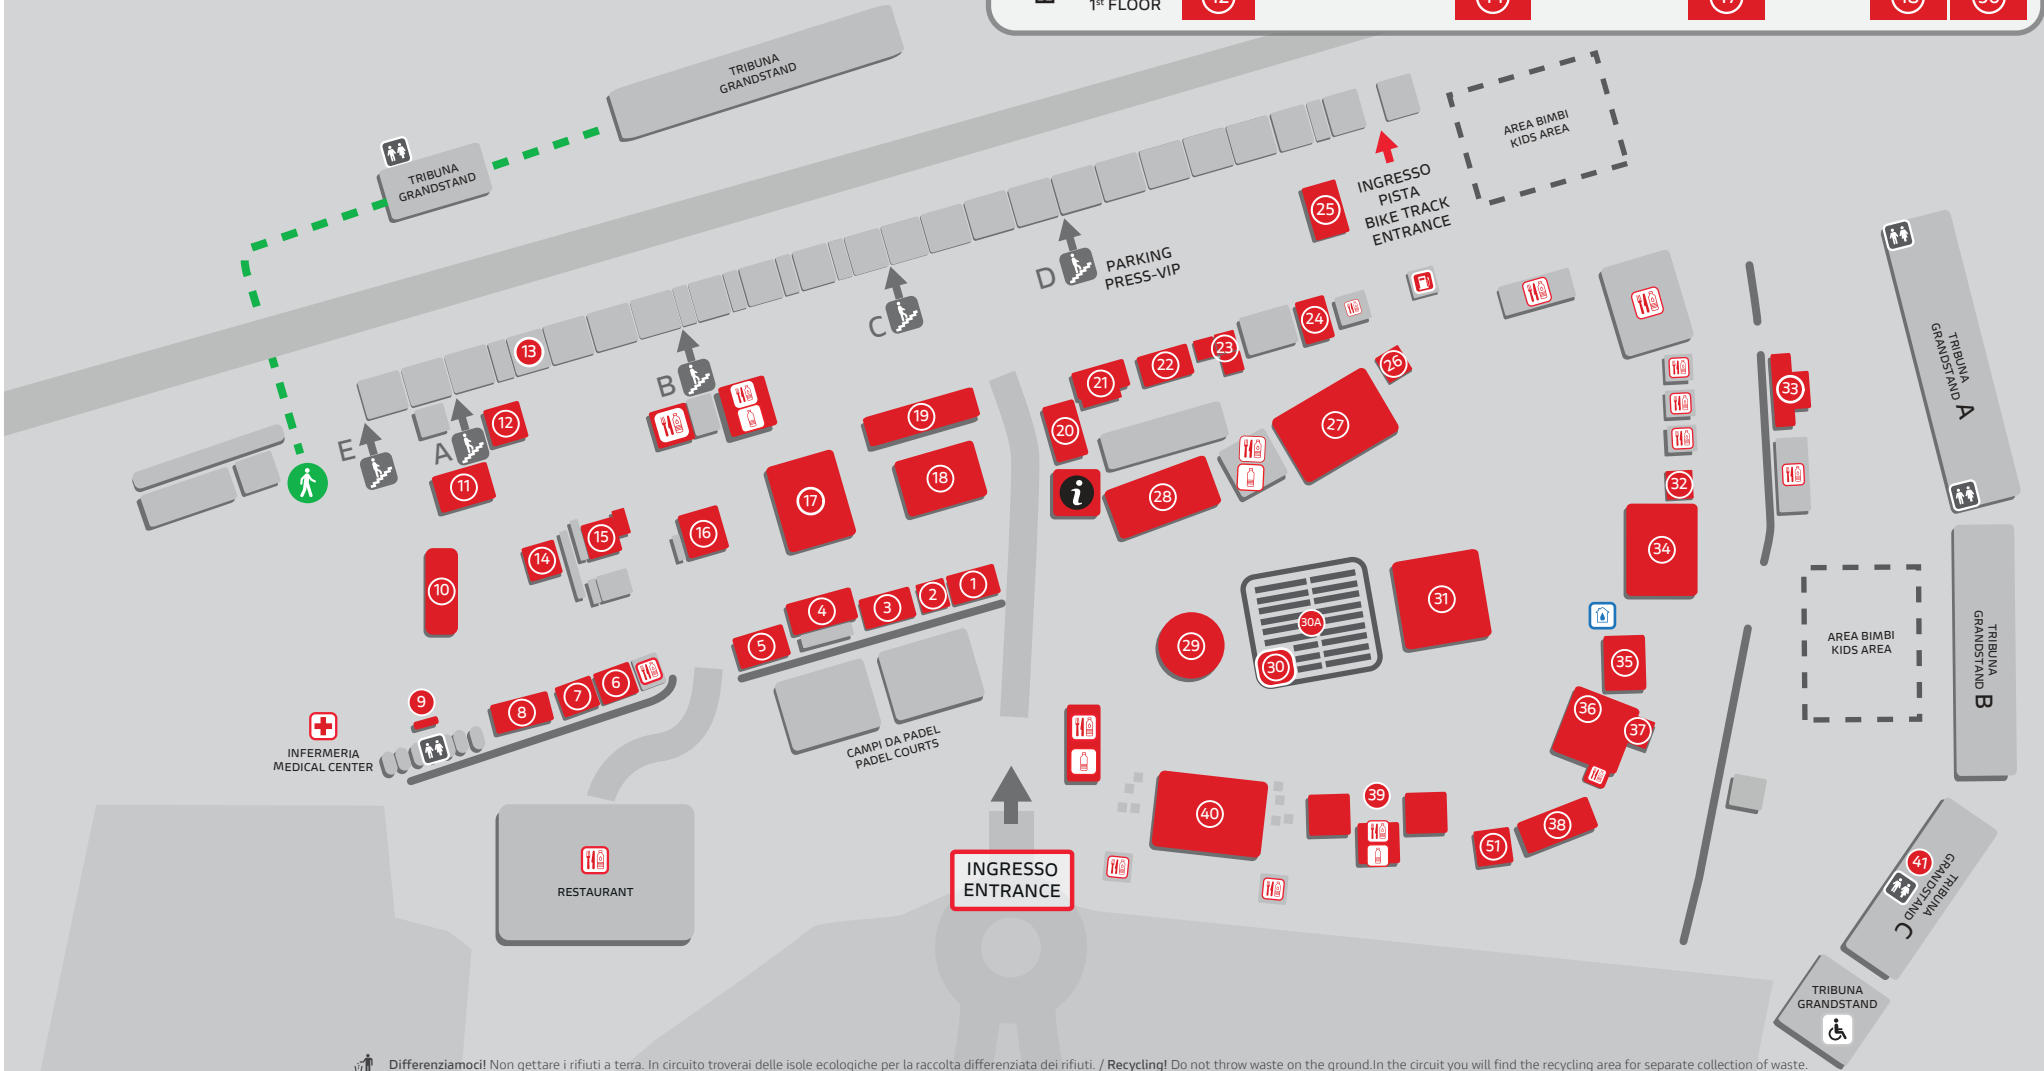 1st FLOOR
12
14
17
18
30
TRIBUNA
GRANDSTAND
TRIBUNA
GRANDSTAND
AREA BIMBI
KIDS AREA
INGRESSO
PISTA
BIKE TRACK
ENTRANCE
25
D
PARKING
PRESS-VIP
C
B
13
E
A
12
11
24
23
22
21
20
26
27
28
i
19
18
17
16
15
14
10
33
32
34
TRIBUNA
GRANDSTAND A
1
2
3
4
5
6
7
8
9
INFERMERIA
MEDICAL CENTER
CAMPI DA PADEL
PADEL COURTS
29
30A
30
31
35
36
37
AREA BIMBI
KIDS AREA
TRIBUNA
GRANDSTAND B
RESTAURANT
INGRESSO
ENTRANCE
40
39
51
38
41
TRIBUNA
GRANDSTAND C
TRIBUNA
GRANDSTAND
Differenziamoci! Non gettare i rifiuti a terra. In circuito troverai delle isole ecologiche per la raccolta differenziata dei rifiuti. / Recycling! Do not throw waste on the ground.In the circuit you will find the recycling area for separate collection of waste.